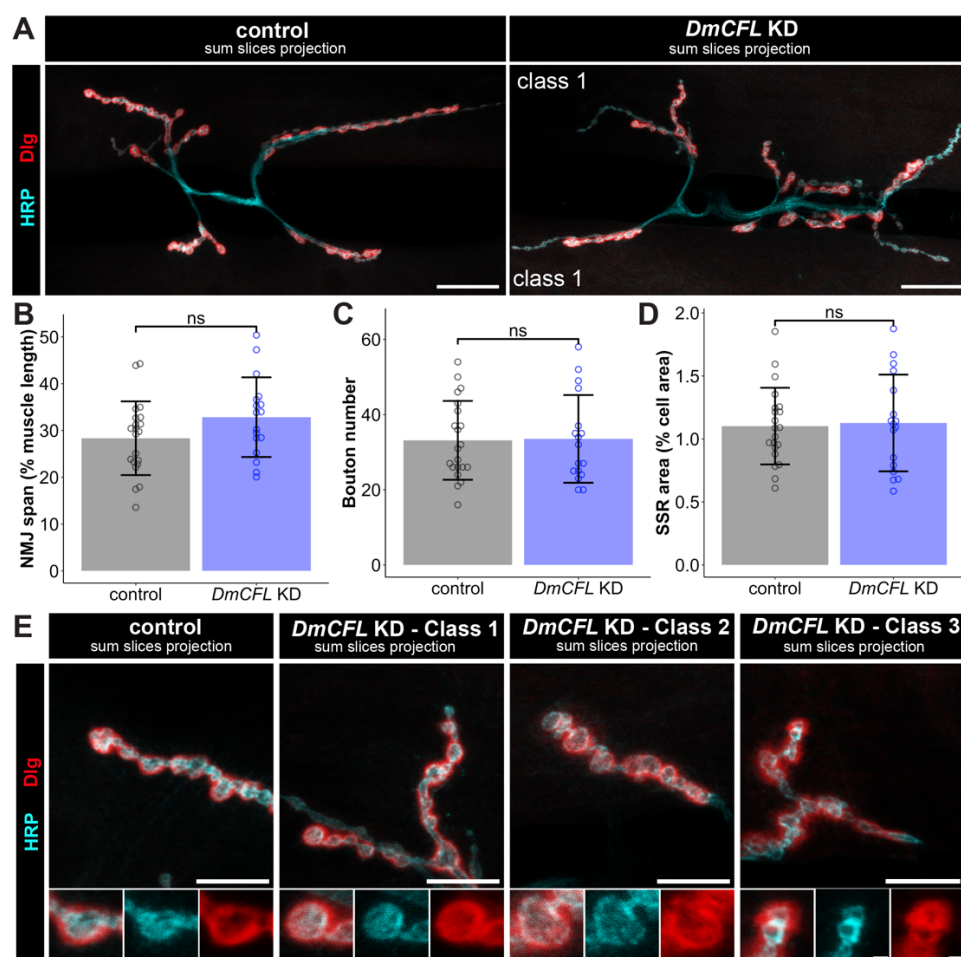 A
control
sum slices projection
DmCFL KD
sum slices projection
HRP Dlg
class 1
class 1
B
NMJ span (% muscle length)
50
40
30
20
10
0
ns
control
DmCFL KD
C
Bouton number
60
40
20
0
ns
control
DmCFL KD
D
SSR area (% cell area)
2.0
1.5
1.0
0.5
0.0
ns
control
DmCFL KD
E
control
sum slices projection
DmCFL KD - Class 1
sum slices projection
DmCFL KD - Class 2
sum slices projection
DmCFL KD - Class 3
sum slices projection
HRP Dlg